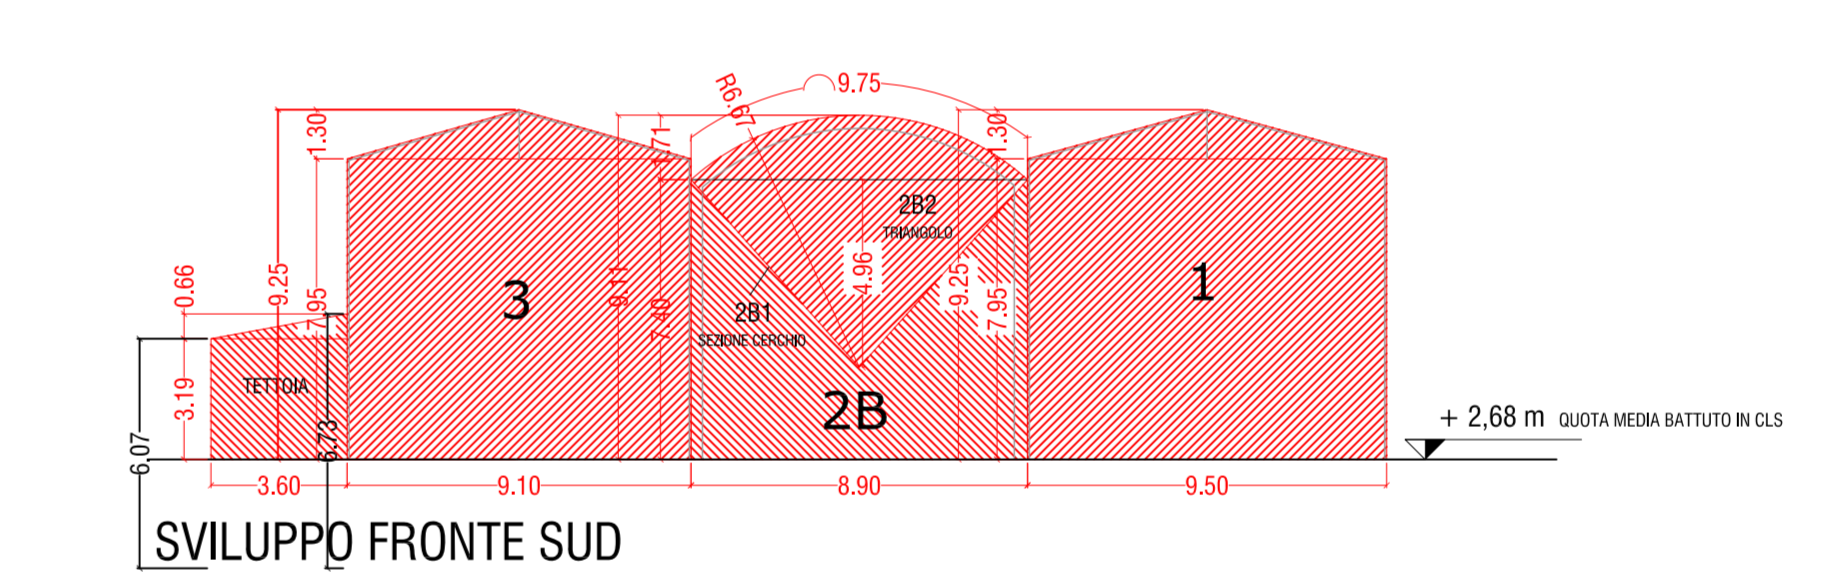 9.75
R6.67
1.30
1.71
1.30
2B2
TRIANGOLO
9.25
0.66
7.95
9.11
4.96
9.25
3
1
7.40
2B1
7.95
SEZIONE CERCHIO
3.19
TETTOIA
2B
+ 2,68 m QUOTA MEDIA BATTUTO IN CLS
6,07
6.73
3.60
9.10
8.90
9.50
SVILUPPO FRONTE SUD